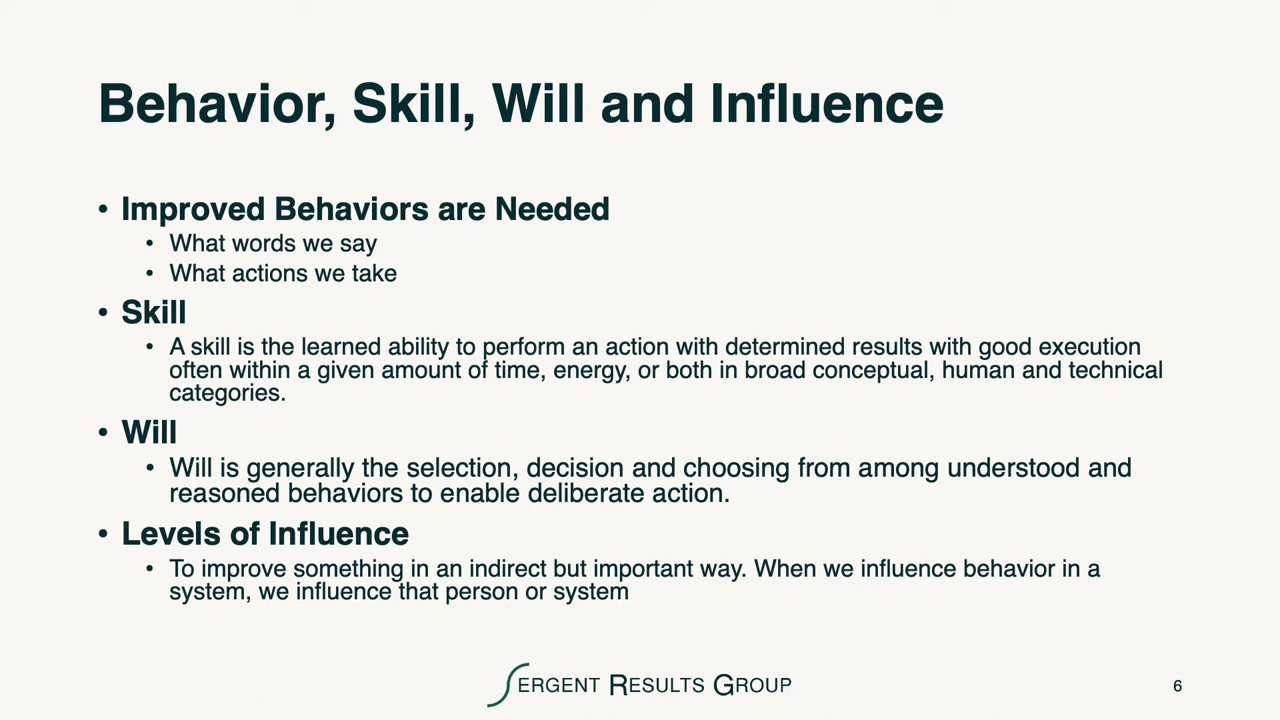 Behavior, Skill, Will and Influence
• Improved Behaviors are Needed
• What words we say
• What actions we take
• Skill
• A skill is the learned ability to perform an action with determined results with good execution
often within a given amount of time, energy, or both in broad conceptual, human and technical
categories.
• Will
• Will is generally the selection, decision and choosing from among understood and
reasoned behaviors to enable deliberate action.
• Levels of Influence
• To improve something in an indirect but important way. When we influence behavior in a
system, we influence that person or system
SERGENT RESULTS GROUP
6